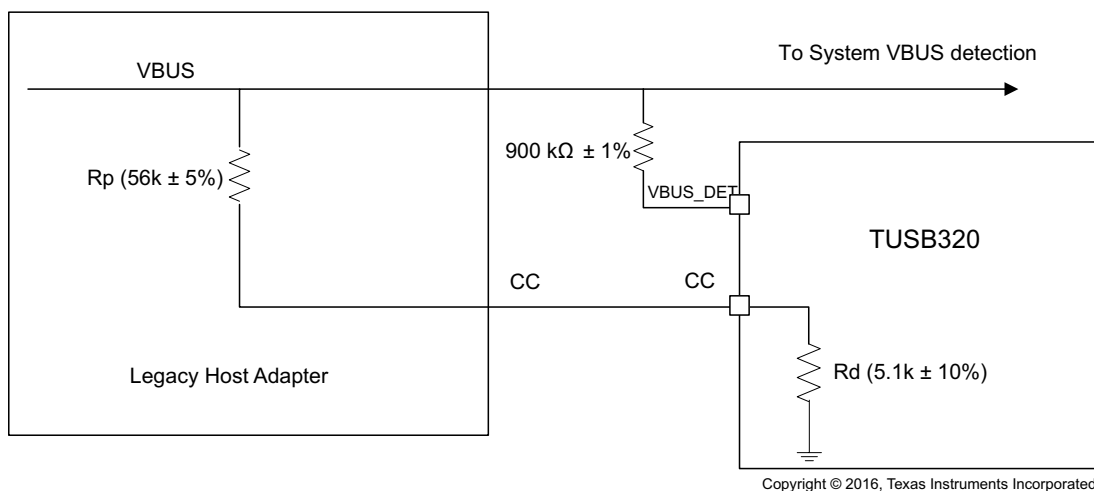 To System VBUS detection
VBUS
900 kΩ ± 1%
Rp (56k ± 5%)
VBUS_DET
TUSB320
CC
CC
Rd (5.1k ± 10%)
Legacy Host Adapter
Copyright © 2016, Texas Instruments Incorporated